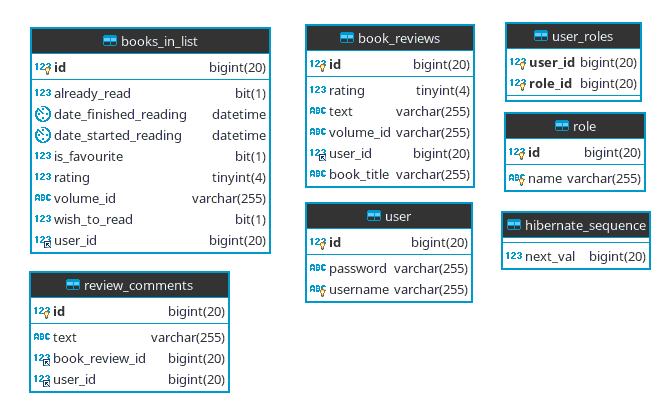 books_in_list
123 id bigint(20)
123 already_read bit(1)
date_finished_reading datetime
date_started_reading datetime
123 is_favourite bit(1)
123 rating tinyint(4)
ABC volume_id varchar(255)
123 wish_to_read bit(1)
123 user_id bigint(20)
review_comments
123 id bigint(20)
ABC text varchar(255)
123 book_review_id bigint(20)
123 user_id bigint(20)
book_reviews
123 id bigint(20)
123 rating tinyint(4)
ABC text varchar(255)
ABC volume_id varchar(255)
123 user_id bigint(20)
ABC book_title varchar(255)
user
123 id bigint(20)
ABC password varchar(255)
ABC username varchar(255)
user_roles
123 user_id bigint(20)
123 role_id bigint(20)
role
123 id bigint(20)
ABC name varchar(255)
hibernate_sequence
123 next_val bigint(20)